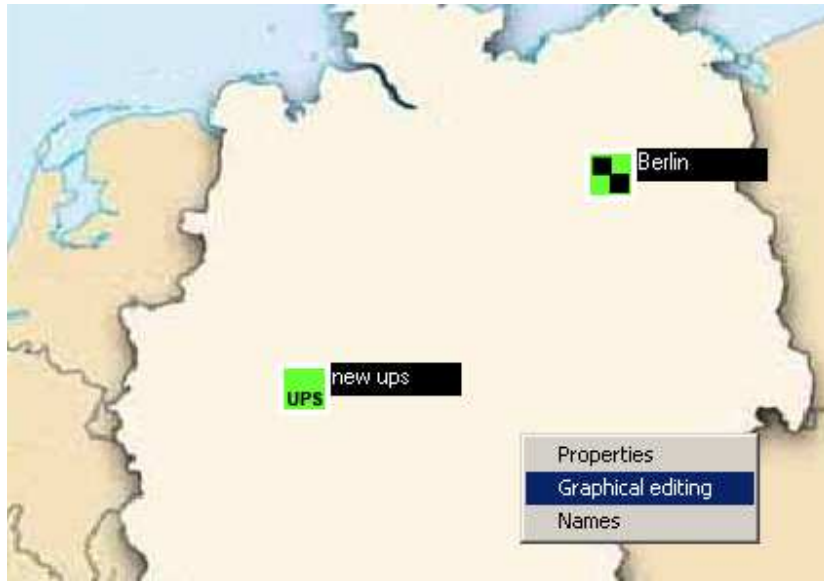 Berlin
new ups
UPS
Properties
Graphical editing
Names